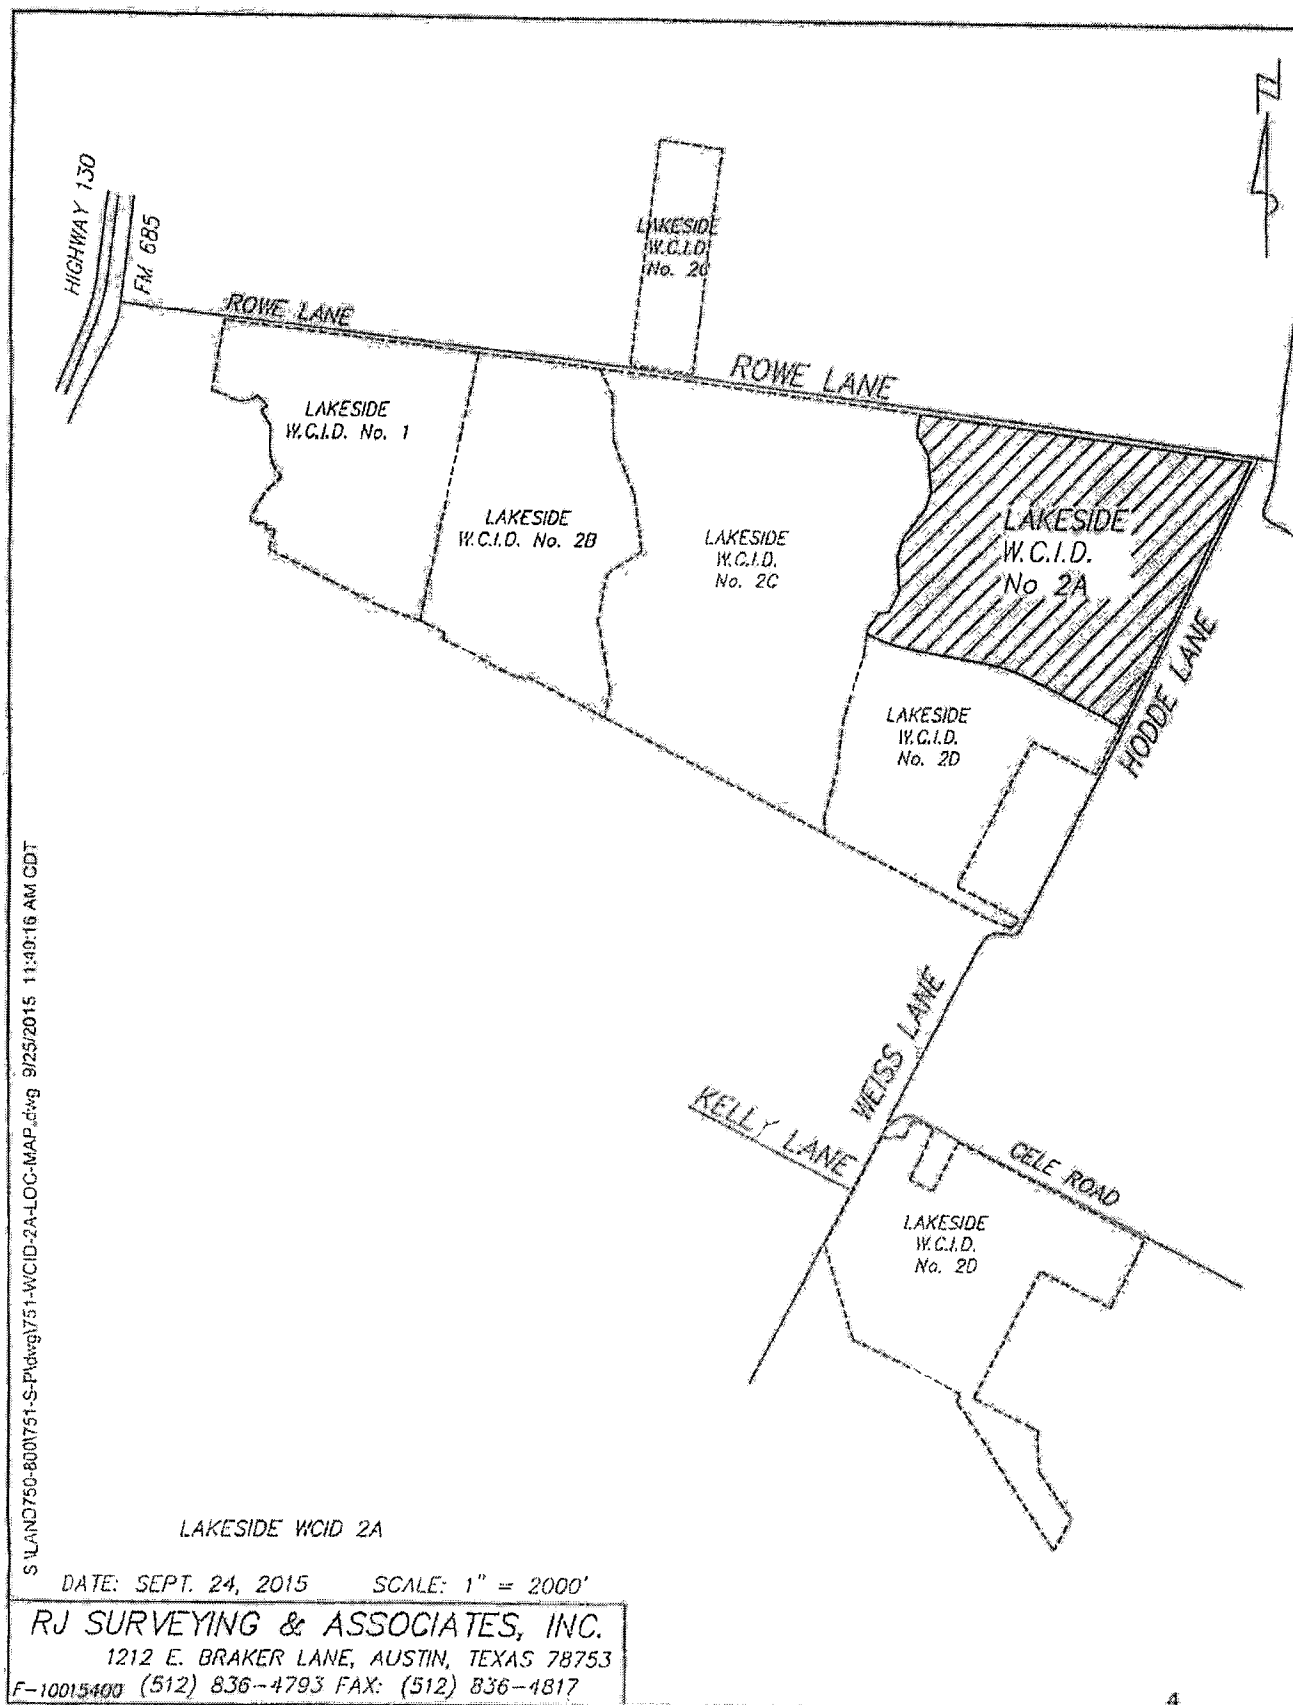 HIGHWAY 130
FM 685
N
LAKESIDE
W.C.I.D.
No. 2C
ROWE LANE
ROWE LANE
LAKESIDE
W.C.I.D. No. 1
LAKESIDE
W.C.I.D. No. 2B
LAKESIDE
W.C.I.D.
No. 2C
LAKESIDE
W.C.I.D.
No 2A
HODDE LANE
LAKESIDE
W.C.I.D.
No. 2D
WEISS LANE
KELLY LANE
CELE ROAD
LAKESIDE
W.C.I.D.
No. 2D
S:\LAND750-800\751-S-P\dwg\751-WCID-2A-LOC-MAP.dwg 9/25/2015 11:49:16 AM CDT
LAKESIDE WCID 2A
DATE: SEPT. 24, 2015 SCALE: 1" = 2000'
RJ SURVEYING & ASSOCIATES, INC.
1212 E. BRAKER LANE, AUSTIN, TEXAS 78753
F-10015400 (512) 836-4793 FAX: (512) 836-4817
4